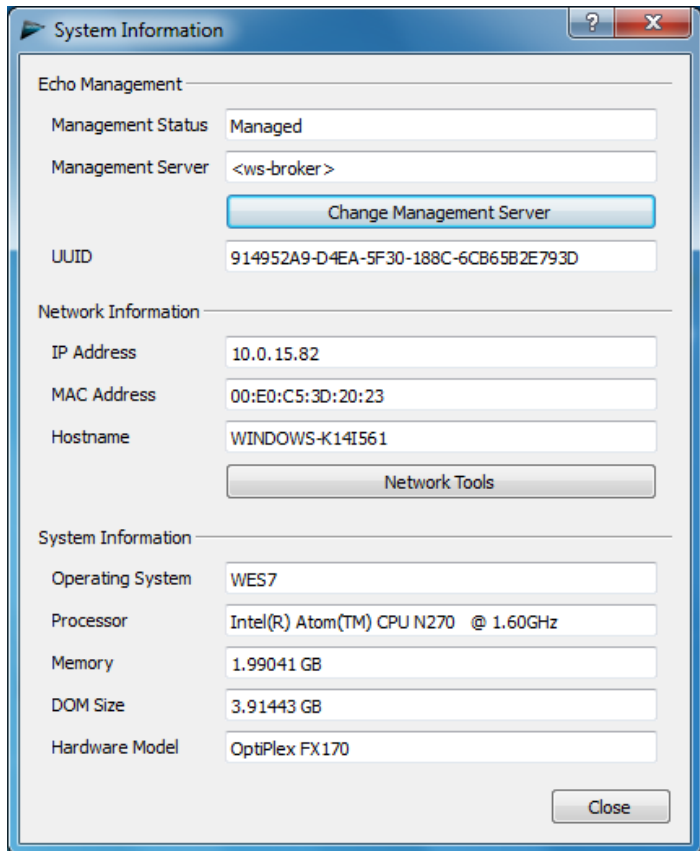 System Information
?
X
Echo Management
Management Status Managed
Management Server <ws-broker>
Change Management Server
UUID 914952A9-D4EA-5F30-188C-6CB65B2E793D
Network Information
IP Address 10.0.15.82
MAC Address 00:E0:C5:3D:20:23
Hostname WINDOWS-K14I561
Network Tools
System Information
Operating System WES7
Processor Intel(R) Atom(TM) CPU N270 @ 1.60GHz
Memory 1.99041 GB
DOM Size 3.91443 GB
Hardware Model OptiPlex FX170
Close